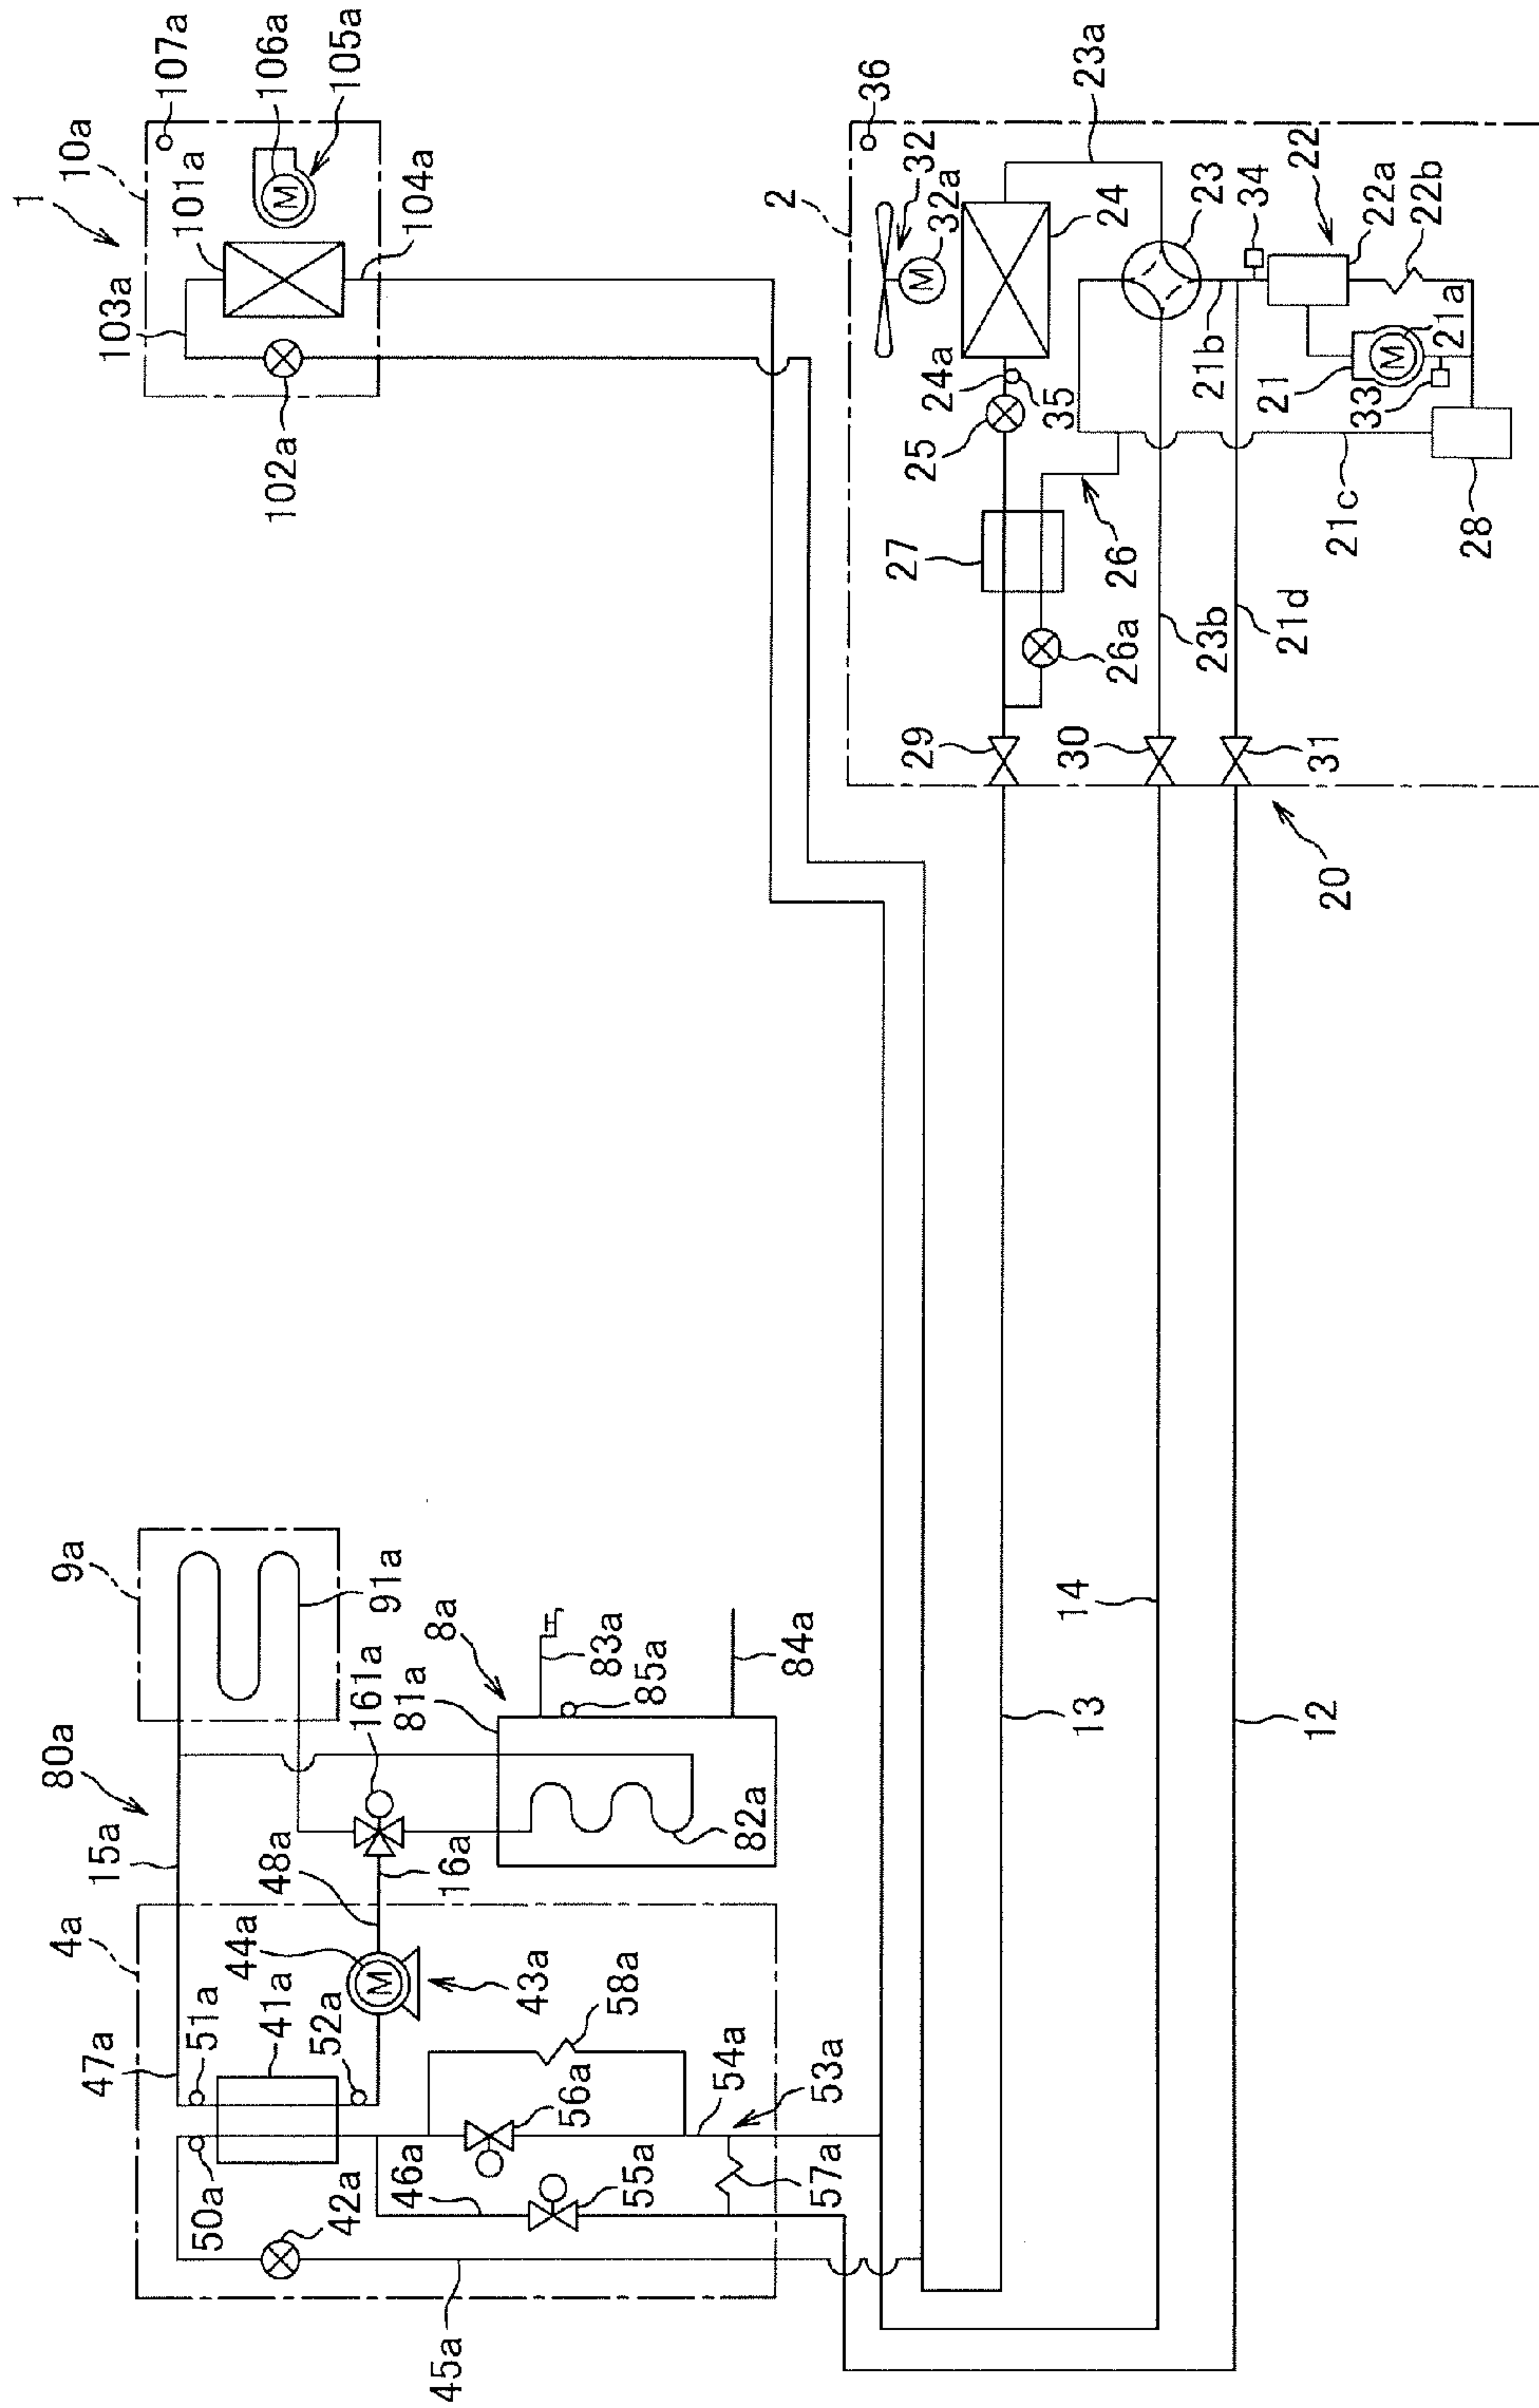 1
10a
107a
106a
105a
101a
M
103a
104a
102a
2
36
32
32a
M
23a
24
24a
35
25
23
34
22
22a
22b
21b
21
21a
M
33
27
26
26a
21c
28
23b
21d
29
30
31
20
9a
91a
80a
15a
161a
81a
8a
83a
85a
84a
82a
16a
48a
4a
44a
M
43a
41a
51a
47a
52a
58a
56a
54a
53a
50a
42a
46a
55a
57a
45a
13
14
12